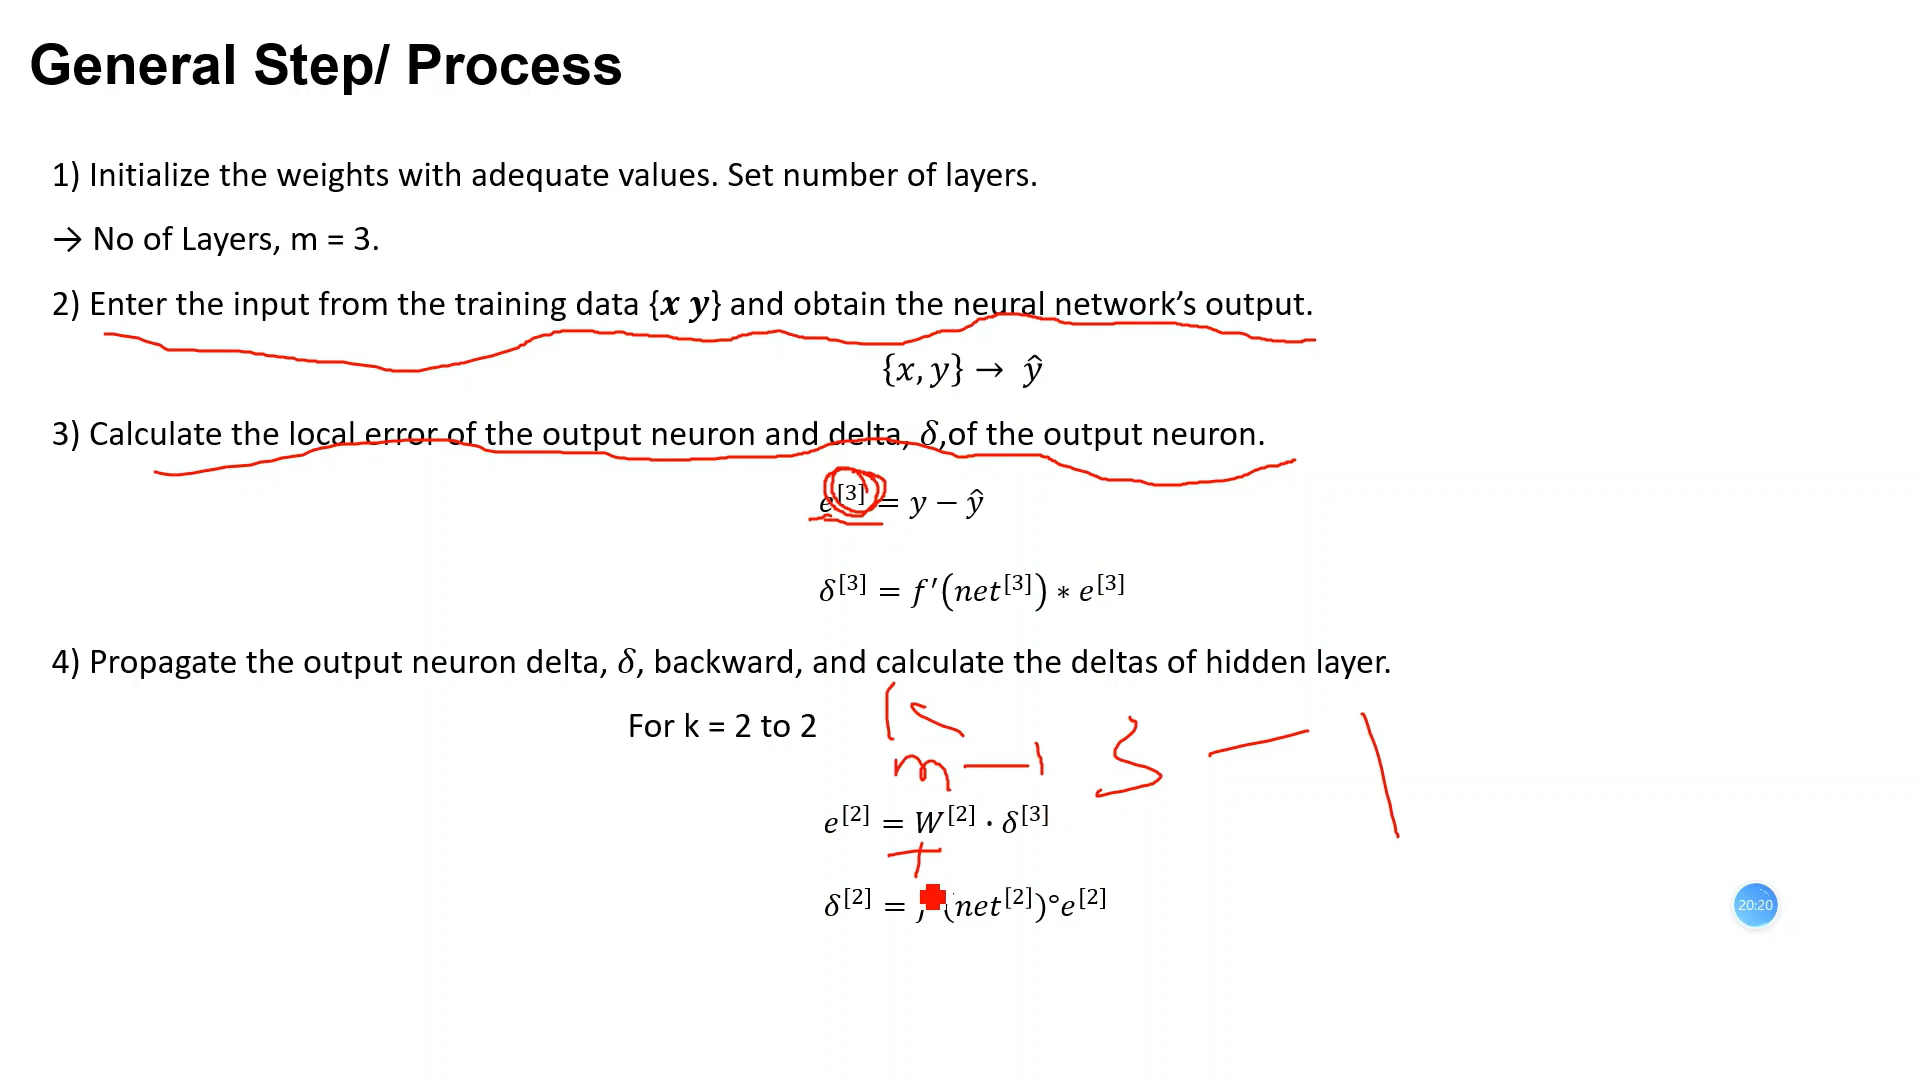 General Step/ Process
1) Initialize the weights with adequate values. Set number of layers.
→ No of Layers, m = 3.
2) Enter the input from the training data {x y} and obtain the neural network’s output.
{x, y} → ŷ
3) Calculate the local error of the output neuron and delta, δ,of the output neuron.
e^[3] = y − ŷ
δ^[3] = f′(net^[3]) ∗ e^[3]
4) Propagate the output neuron delta, δ, backward, and calculate the deltas of hidden layer.
For k = 2 to 2
m — 1 3 — 1
e^[2] = W^[2] · δ^[3]
δ^[2] = (net^[2])°e^[2]
20:20